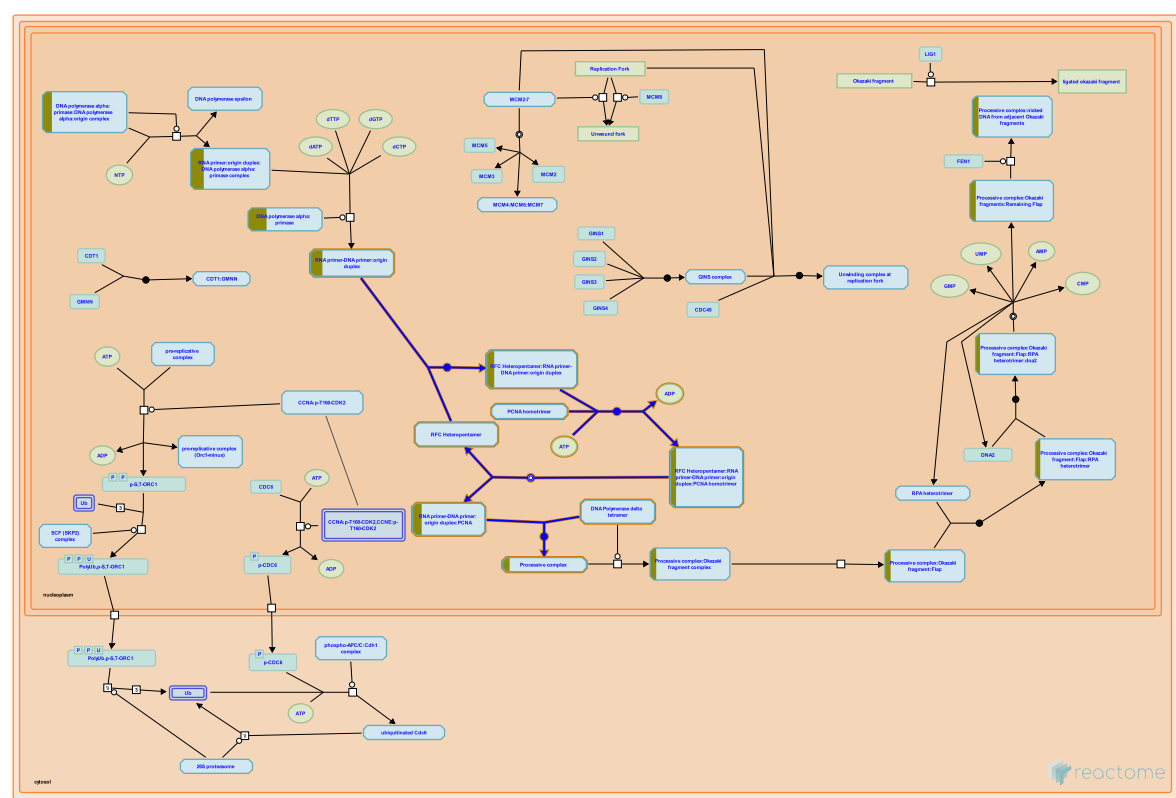 LIG1
Replication Fork
Okazaki fragment
ligated okazaki fragment
DNA polymerase alpha:
primase:DNA polymerase
alpha:origin complex
DNA polymerase epsilon
MCM2-7
MCM8
Processive complex:nicked
DNA from adjacent Okazaki
fragments
dTTP
dGTP
Unwound fork
dATP
dCTP
MCM5
FEN1
RNA primer:origin duplex:
DNA polymerase alpha:
primase complex
NTP
MCM3
MCM2
MCM4:MCM6:MCM7
Processive complex:Okazaki
fragments:Remaining Flap
DNA polymerase alpha:
primase
GINS1
CDT1
RNA primer-DNA primer:origin
duplex
GINS2
UMP
AMP
CDT1:GMNN
GINS3
GINS complex
Unwinding complex at
replication fork
GMP
CMP
GMNN
GINS4
CDC45
ATP
pre-replicative
complex
Processive complex:Okazaki
fragment:Flap:RPA
heterotrimer:dna2
RFC Heteropentamer:RNA primer-
DNA primer:origin duplex
ADP
CCNA:p-T160-CDK2
PCNA homotrimer
RFC Heteropentamer
ATP
ADP
pre-replicative complex
(Orc1-minus)
DNA2
Processive complex:Okazaki
fragment:Flap:RPA
heterotrimer
P P
p-S,T-ORC1
CDC6
ATP
RFC Heteropentamer:RNA
primer-DNA primer:origin
duplex:PCNA homotrimer
RPA heterotrimer
Ub
3
RNA primer-DNA primer:
origin duplex:PCNA
DNA Polymerase delta
tetramer
CCNA:p-T160-CDK2,CCNE:p-
T160-CDK2
SCF (SKP2)
complex
P P U
PolyUb,p-S,T-ORC1
P
p-CDC6
ADP
Processive complex
Processive complex:Okazaki
fragment complex
Processive complex:Okazaki
fragment:Flap
nucleoplasm
P P U
PolyUb,p-S,T-ORC1
P
p-CDC6
phospho-APC/C:Cdh1
complex
3
Ub
ATP
ubiquitinated Cdc6
26S proteasome
cytosol
reactome